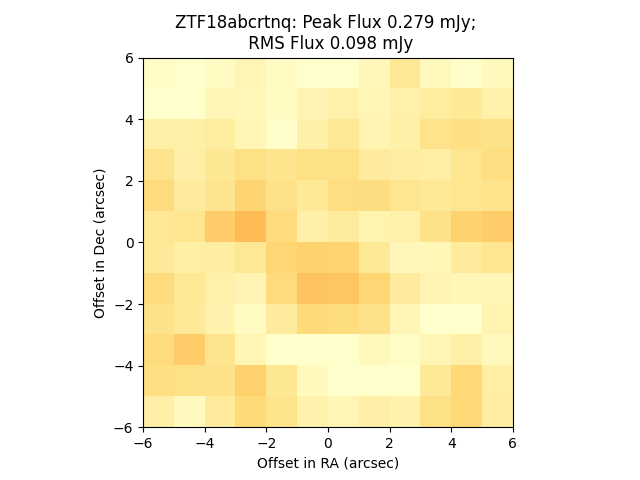 ZTF18abcrtnq: Peak Flux 0.279 mJy;
RMS Flux 0.098 mJy
6
4
2
0
−2
−4
−6
Offset in Dec (arcsec)
−6 −4 −2 0 2 4 6
Offset in RA (arcsec)